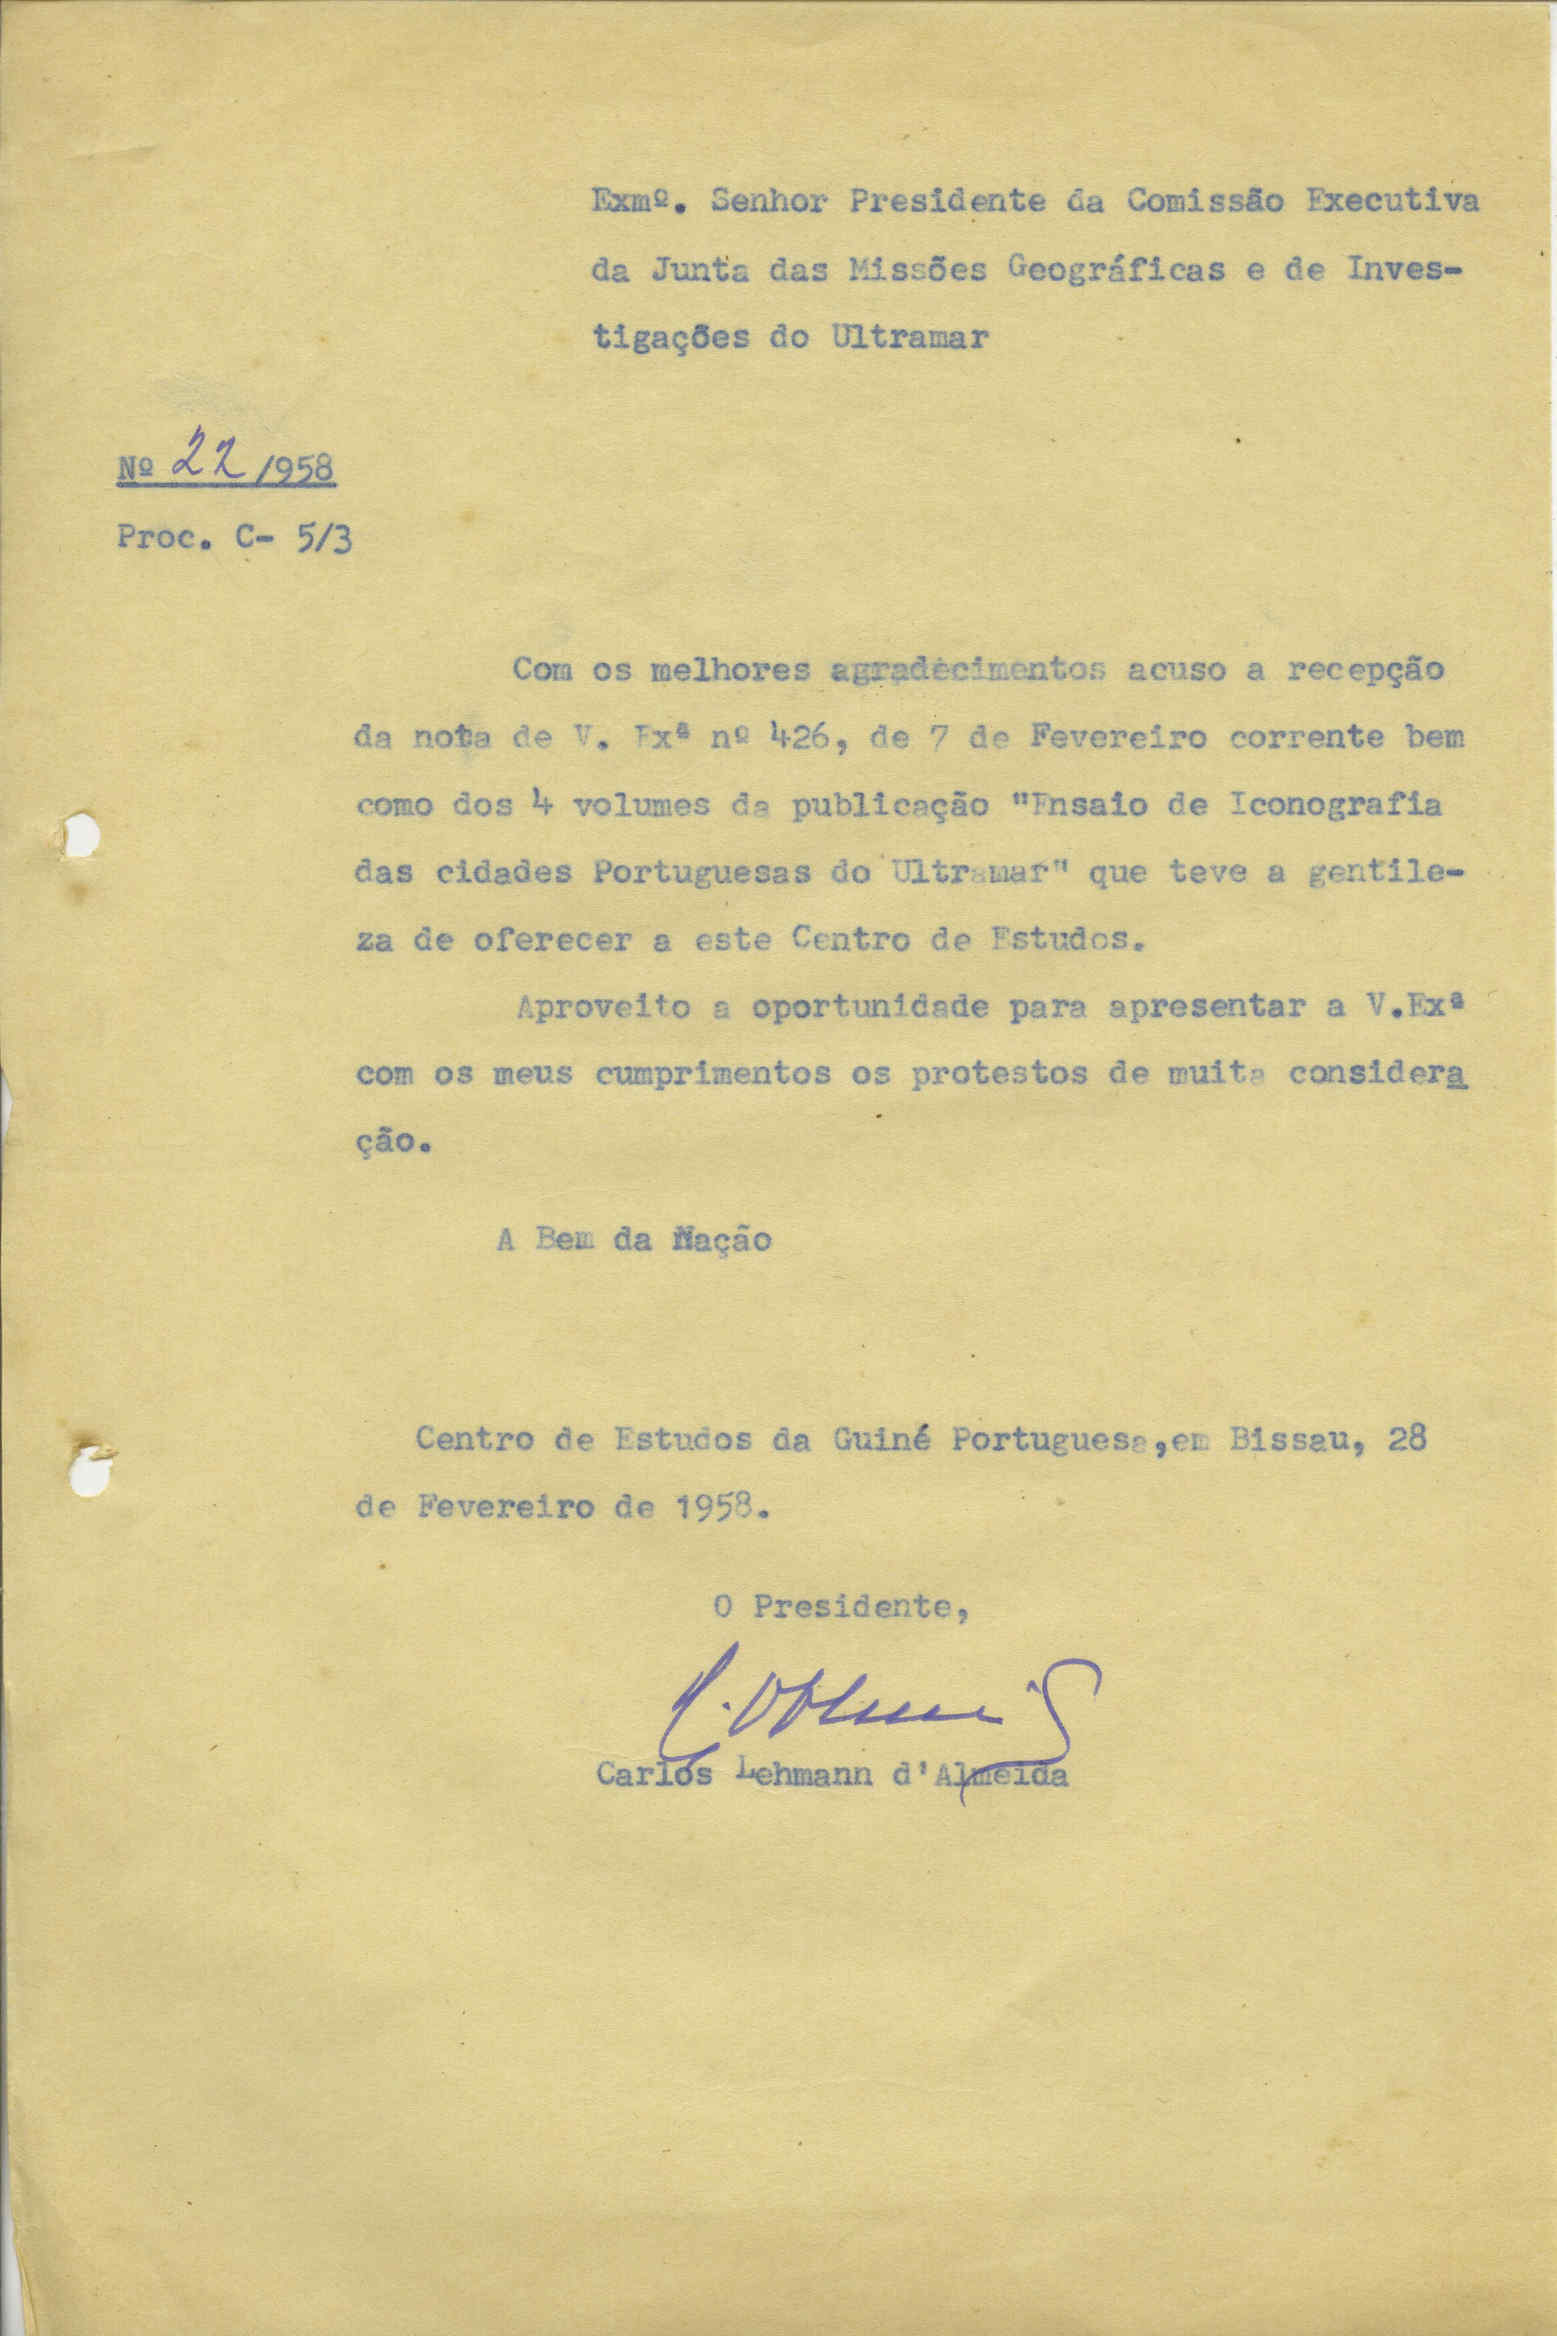 Exmº. Senhor Presidente da Comissão Executiva
da Junta das Missões Geográficas e de Inves-
tigações do Ultramar
Nº 22/1958
Proc. C- 5/3
Com os melhores agradecimentos acuso a recepção
da nota de V. Exª nº 426, de 7 de Fevereiro corrente bem
como dos 4 volumes da publicação "Ensaio de Iconografia
das cidades Portuguesas do Ultramar" que teve a gentile-
za de oferecer a este Centro de Estudos.
Aproveito a oportunidade para apresentar a V.Exª
com os meus cumprimentos os protestos de muita considera
ção.
A Bem da Nação
Centro de Estudos da Guiné Portuguesa,em Bissau, 28
de Fevereiro de 1958.
O Presidente,
Carlos Lehmann d'Almeida